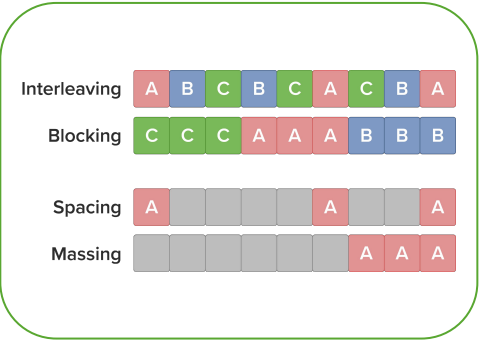 Interleaving A B C B C A C B A
Blocking C C C A A A B B B
Spacing A A A
Massing A A A